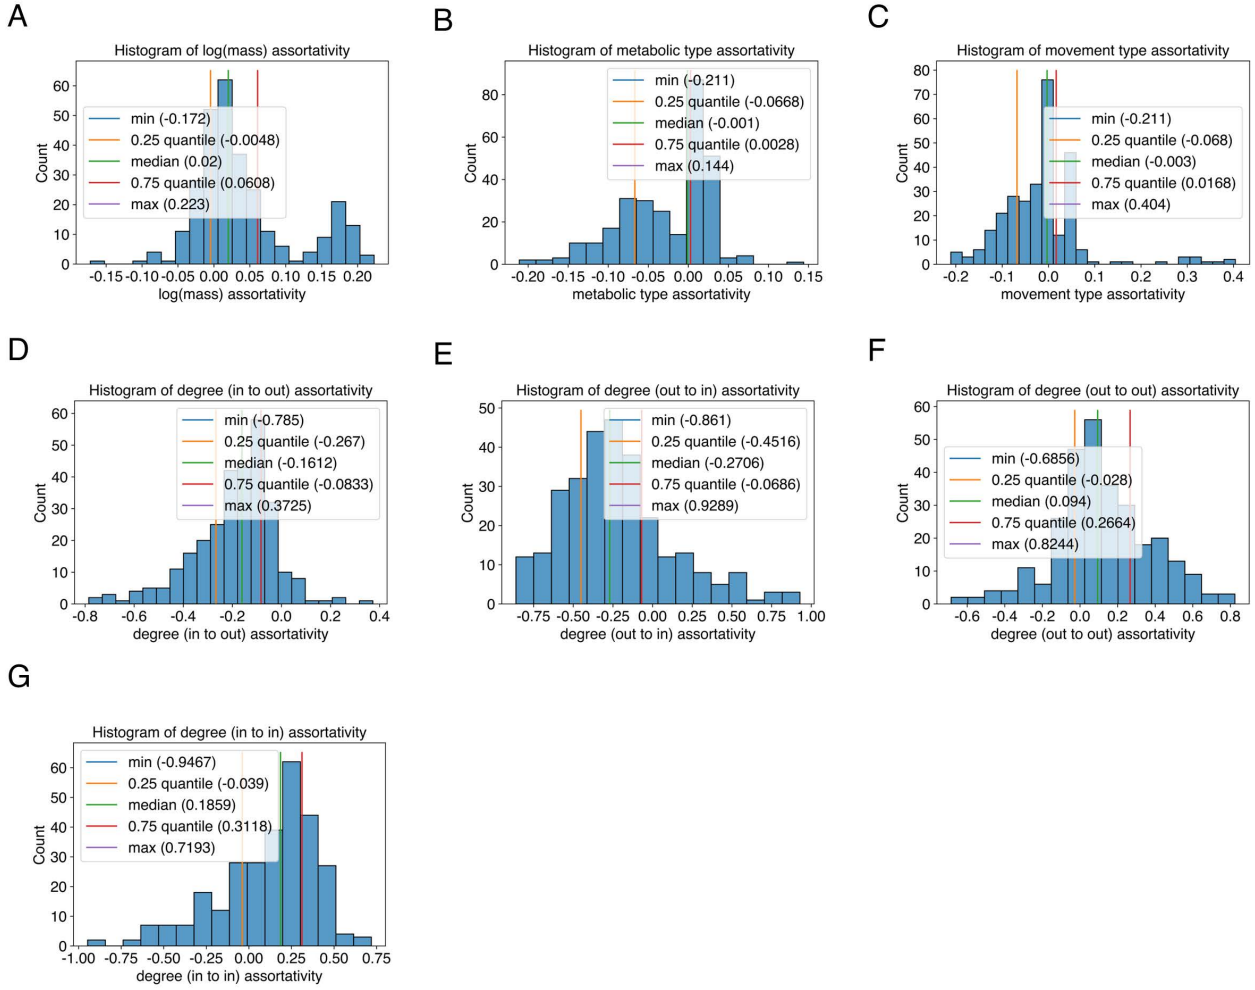 A
Histogram of log(mass) assortativity
60
50
40
30
20
10
0
Count
min (-0.172)
0.25 quantile (-0.0048)
median (0.02)
0.75 quantile (0.0608)
max (0.223)
-0.15 -0.10 -0.05 0.00 0.05 0.10 0.15 0.20
log(mass) assortativity
B
Histogram of metabolic type assortativity
80
60
40
20
0
Count
min (-0.211)
0.25 quantile (-0.0668)
median (-0.001)
0.75 quantile (0.0028)
max (0.144)
-0.20 -0.15 -0.10 -0.05 0.00 0.05 0.10 0.15
metabolic type assortativity
C
Histogram of movement type assortativity
80
70
60
50
40
30
20
10
0
Count
min (-0.211)
0.25 quantile (-0.068)
median (-0.003)
0.75 quantile (0.0168)
max (0.404)
-0.2 -0.1 0.0 0.1 0.2 0.3 0.4
movement type assortativity
D
Histogram of degree (in to out) assortativity
60
50
40
30
20
10
0
Count
min (-0.785)
0.25 quantile (-0.267)
median (-0.1612)
0.75 quantile (-0.0833)
max (0.3725)
-0.8 -0.6 -0.4 -0.2 0.0 0.2 0.4
degree (in to out) assortativity
E
Histogram of degree (out to in) assortativity
50
40
30
20
10
0
Count
min (-0.861)
0.25 quantile (-0.4516)
median (-0.2706)
0.75 quantile (-0.0686)
max (0.9289)
-0.75 -0.50 -0.25 0.00 0.25 0.50 0.75 1.00
degree (out to in) assortativity
F
Histogram of degree (out to out) assortativity
60
50
40
30
20
10
0
Count
min (-0.6856)
0.25 quantile (-0.028)
median (0.094)
0.75 quantile (0.2664)
max (0.8244)
-0.6 -0.4 -0.2 0.0 0.2 0.4 0.6 0.8
degree (out to out) assortativity
G
Histogram of degree (in to in) assortativity
60
50
40
30
20
10
0
Count
min (-0.9467)
0.25 quantile (-0.039)
median (0.1859)
0.75 quantile (0.3118)
max (0.7193)
-1.00 -0.75 -0.50 -0.25 0.00 0.25 0.50 0.75
degree (in to in) assortativity